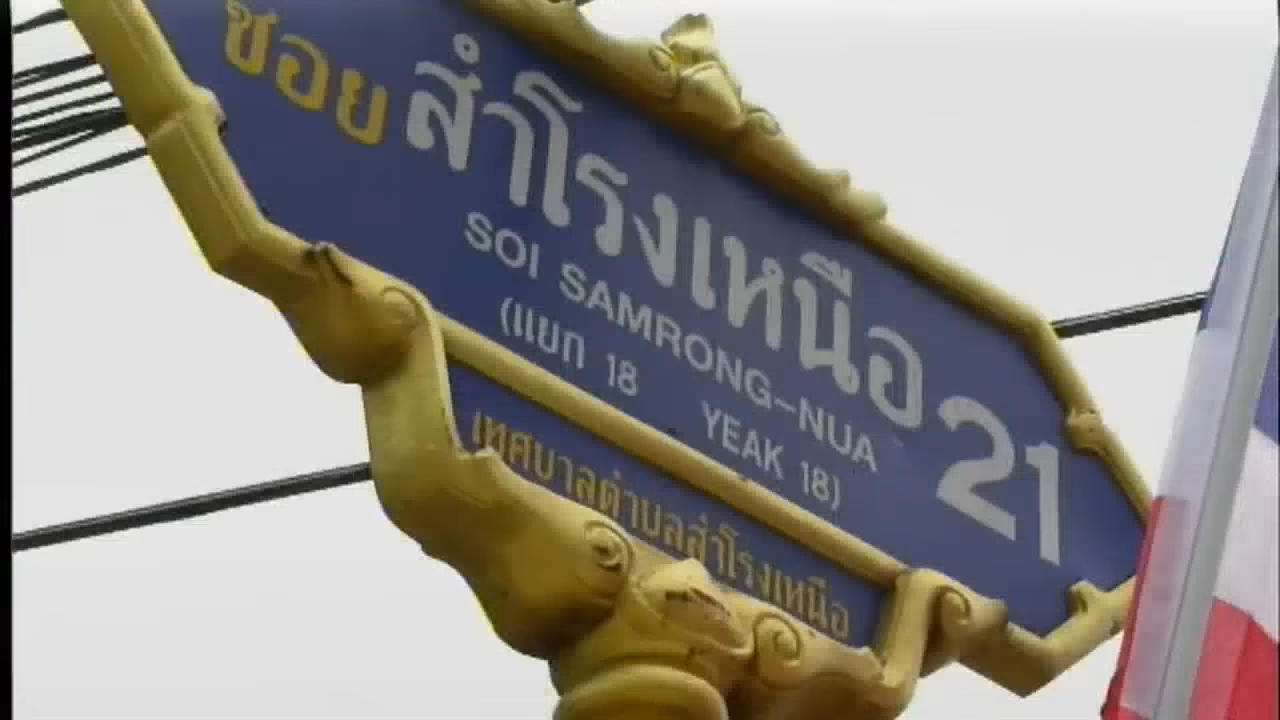 ซอย สำโรงเหนือ 21
SOI SAMRONG-NUA
(แยก 18 YEAK 18)
เทศบาลตำบลสำโรงเหนือ